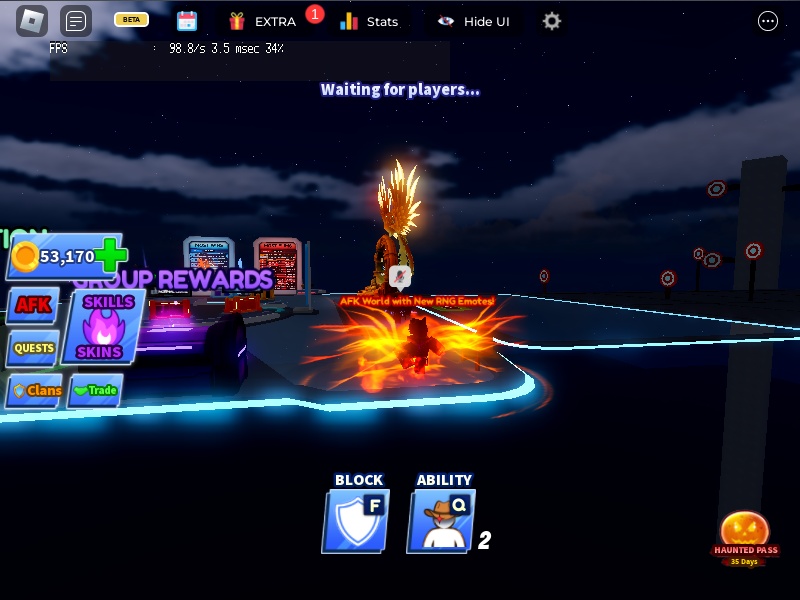 BETA
EXTRA
1
Stats
Hide UI
FPS : 98.8/s 3.5 msec 34%
Waiting for players...
53,170
GROUP REWARDS
AFK World with New RNG Emotes!
AFK
SKILLS
SKINS
QUESTS
Clans
Trade
BLOCK
F
ABILITY
Q
2
HAUNTED PASS
35 Days